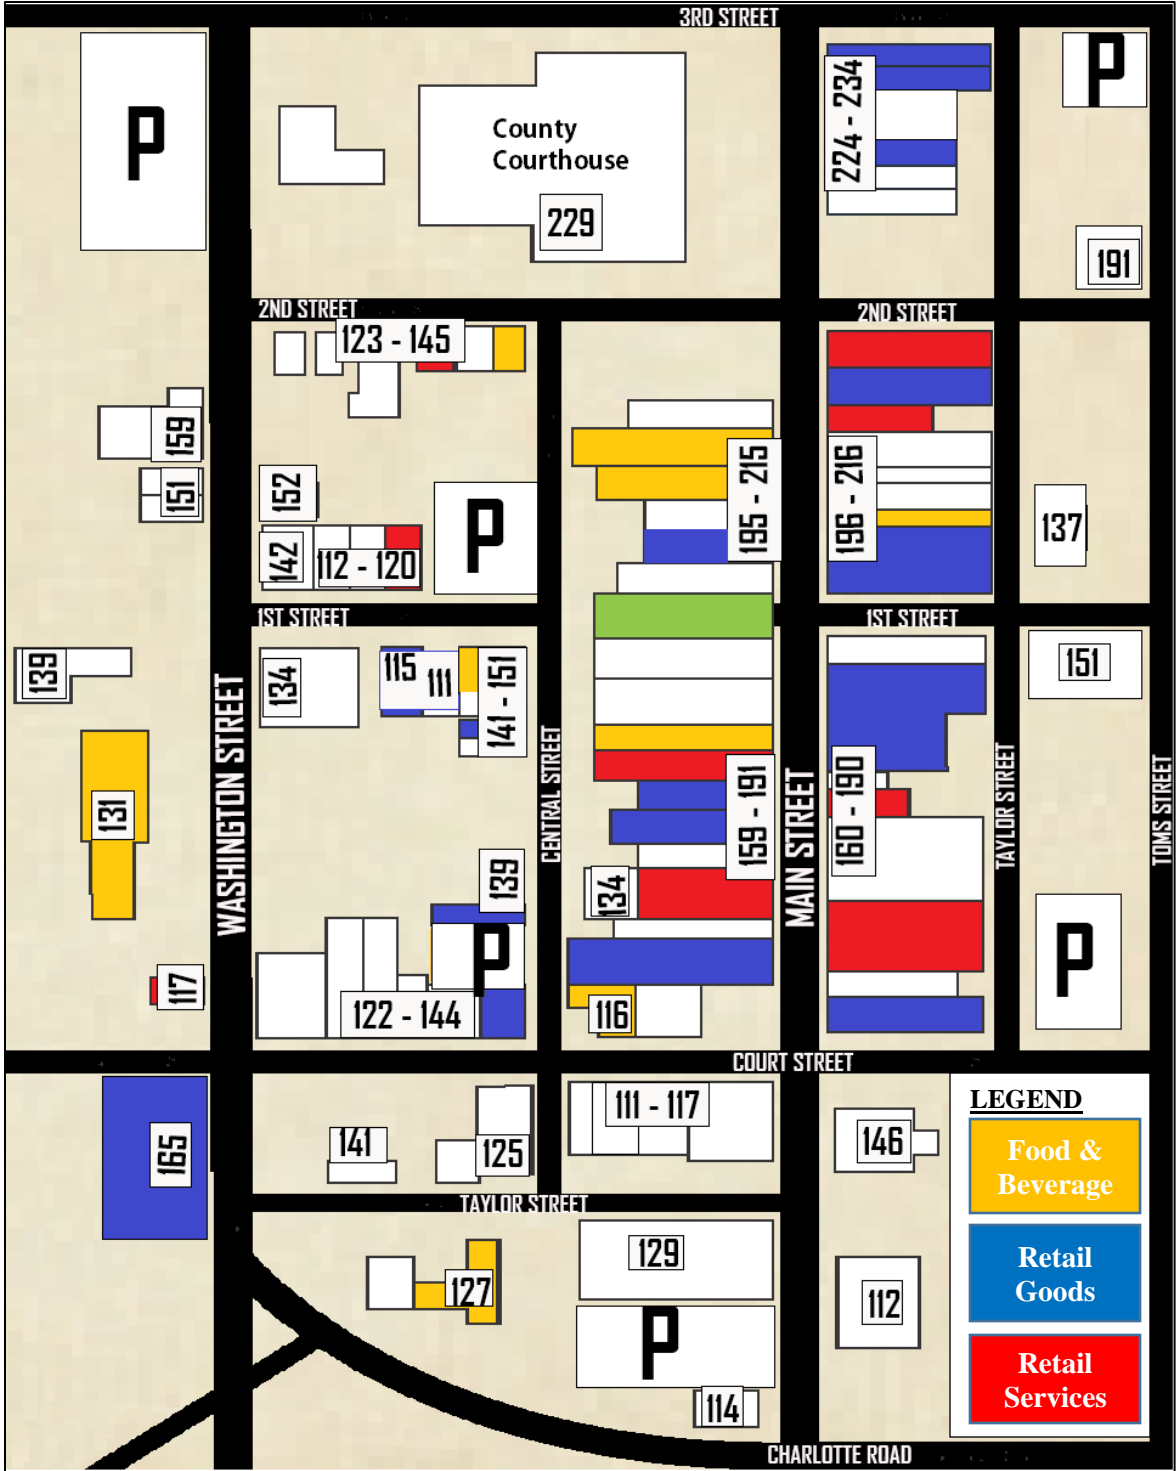 3RD STREET
P
County
Courthouse
229
224 - 234
P
191
2ND STREET
2ND STREET
123 - 145
159
151
152
142
112 - 120
P
195 - 215
196 - 216
137
1ST STREET
1ST STREET
139
134
115
111
141 - 151
151
WASHINGTON STREET
CENTRAL STREET
MAIN STREET
TAYLOR STREET
TOMS STREET
131
159 - 191
160 - 190
139
134
P
P
117
122 - 144
116
COURT STREET
165
141
125
111 - 117
146
TAYLOR STREET
127
129
P
114
112
CHARLOTTE ROAD
LEGEND
Food &
Beverage
Retail
Goods
Retail
Services